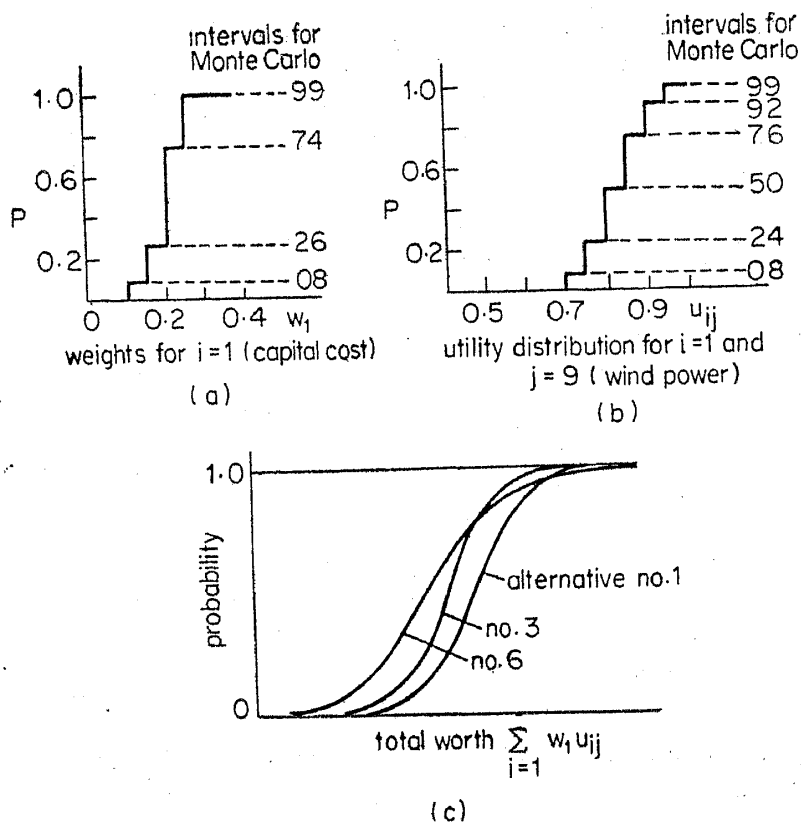 intervals for
Monte Carlo
1.0
0.6
P
0.2
99
74
26
08
0 0.2 0.4 w₁
weights for i=1 (capital cost)
(a)
intervals for
Monte Carlo
1.0
0.6
P
0.2
99
92
76
50
24
08
0.5 0.7 0.9 uij
utility distribution for i=1 and
j=9 (wind power)
(b)
1.0
probability
0
alternative no.1
no.3
no.6
total worth ∑ w₁ uij
i=1
(c)